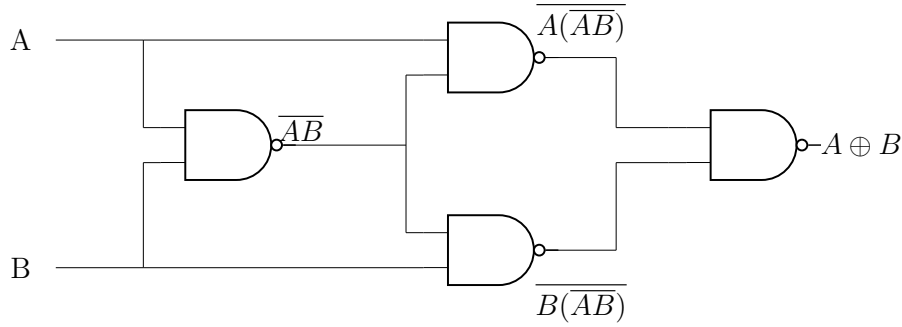 A
$\overline{A(\overline{AB})}$
$\overline{AB}$
$A \oplus B$
B
$\overline{B(\overline{AB})}$